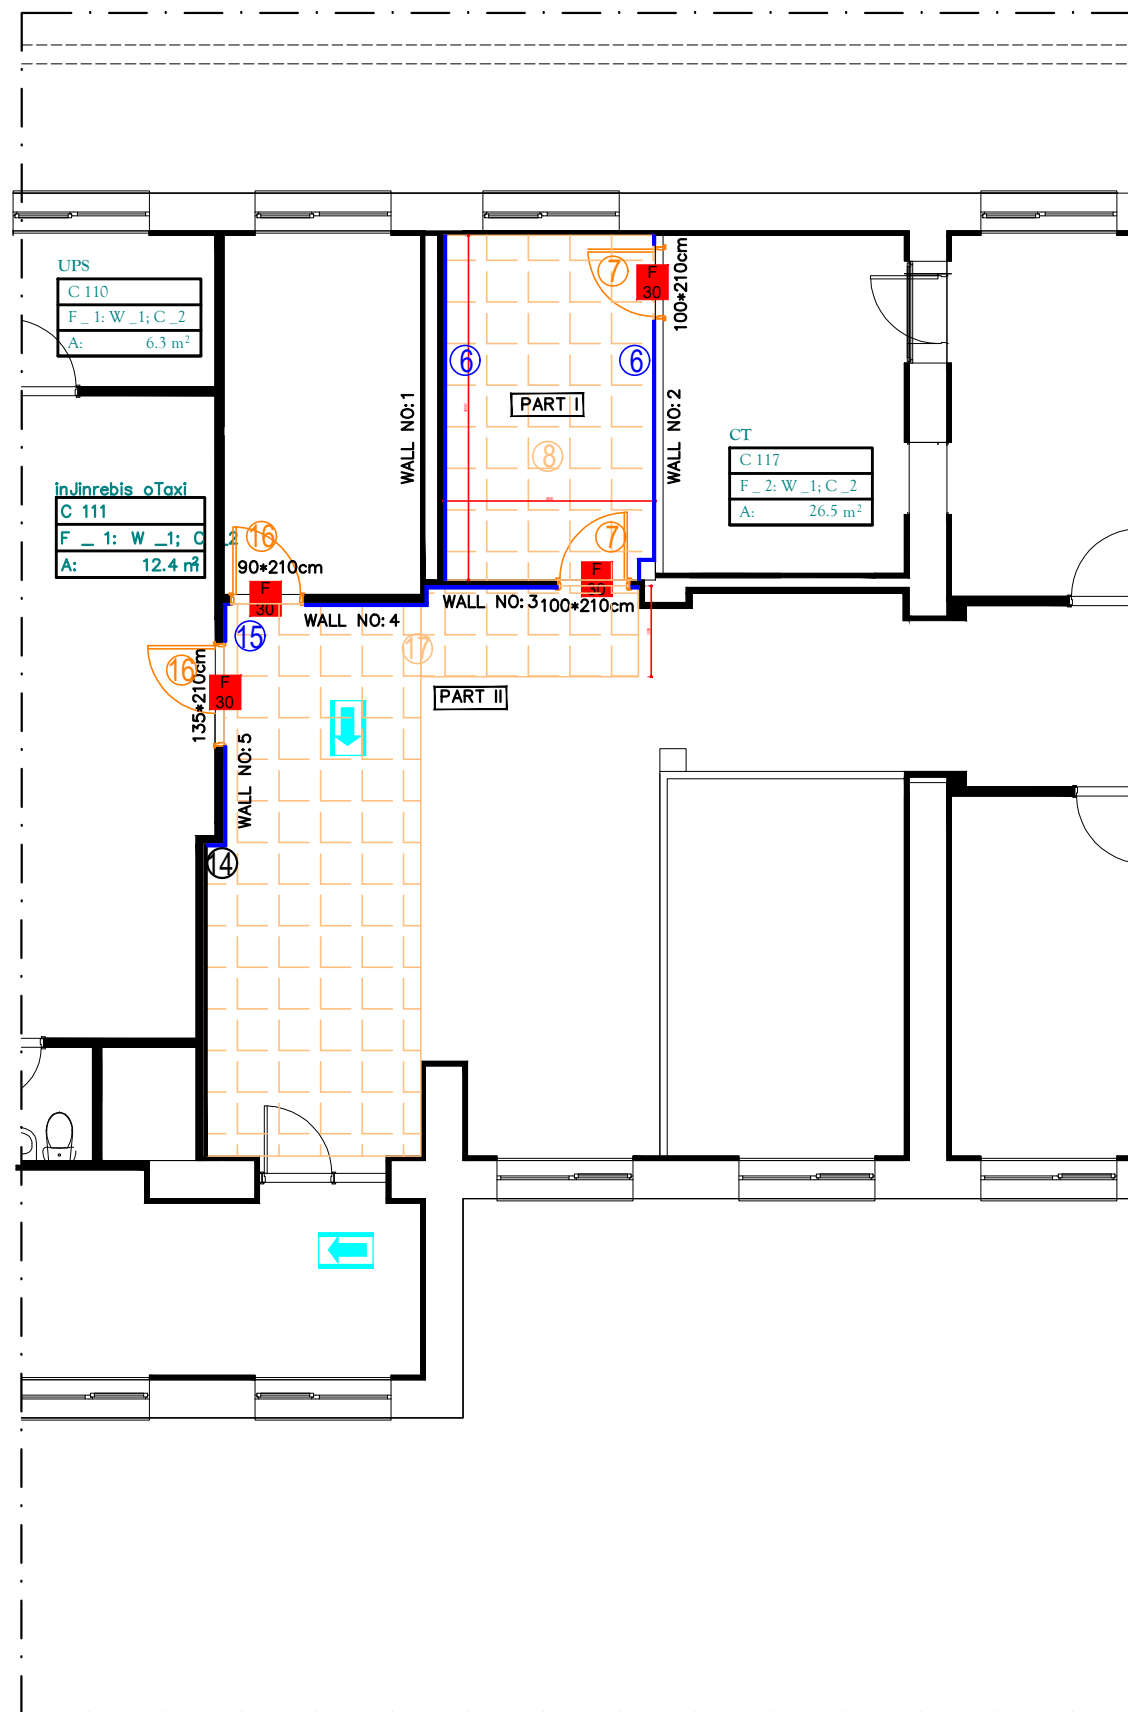 UPS
C 110
F _ 1: W _1; C _2
A: 6.3 m²
inJinrebis oTaxi
C 111
F _ 1: W _1; C _2
A: 12.4 m²
WALL NO:1
6
PART I
8
7
F
30
100*210cm
6
WALL NO:2
CT
C 117
F _ 2: W _1; C _2
A: 26.5 m²
16
90*210cm
F
30
7
F
30
WALL NO:3
100*210cm
WALL NO:4
15
17
16
135*210cm
F
30
PART II
WALL NO:5
14